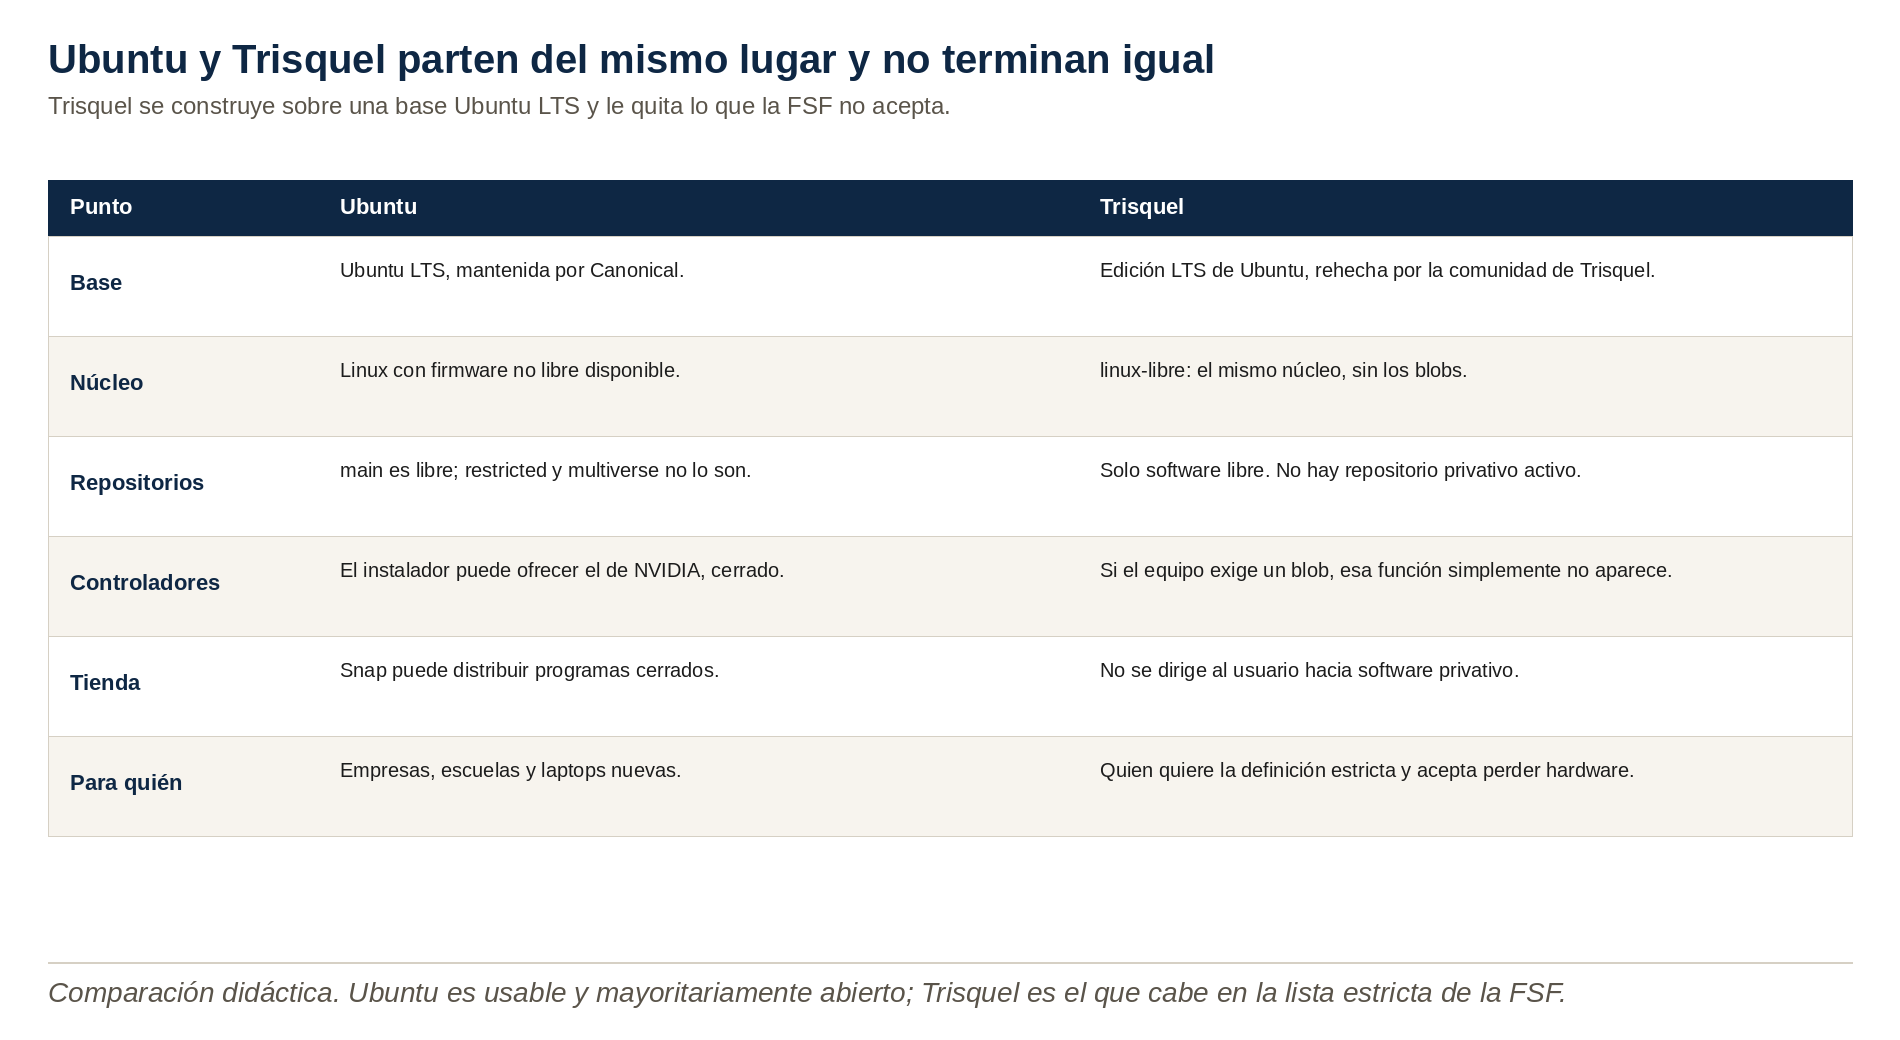 Ubuntu y Trisquel parten del mismo lugar y no terminan igual
Trisquel se construye sobre una base Ubuntu LTS y le quita lo que la FSF no acepta.
Punto Ubuntu Trisquel
Base Ubuntu LTS, mantenida por Canonical. Edición LTS de Ubuntu, rehecha por la comunidad de Trisquel.
Núcleo Linux con firmware no libre disponible. linux-libre: el mismo núcleo, sin los blobs.
Repositorios main es libre; restricted y multiverse no lo son. Solo software libre. No hay repositorio privativo activo.
Controladores El instalador puede ofrecer el de NVIDIA, cerrado. Si el equipo exige un blob, esa función simplemente no aparece.
Tienda Snap puede distribuir programas cerrados. No se dirige al usuario hacia software privativo.
Para quién Empresas, escuelas y laptops nuevas. Quien quiere la definición estricta y acepta perder hardware.
Comparación didáctica. Ubuntu es usable y mayoritariamente abierto; Trisquel es el que cabe en la lista estricta de la FSF.